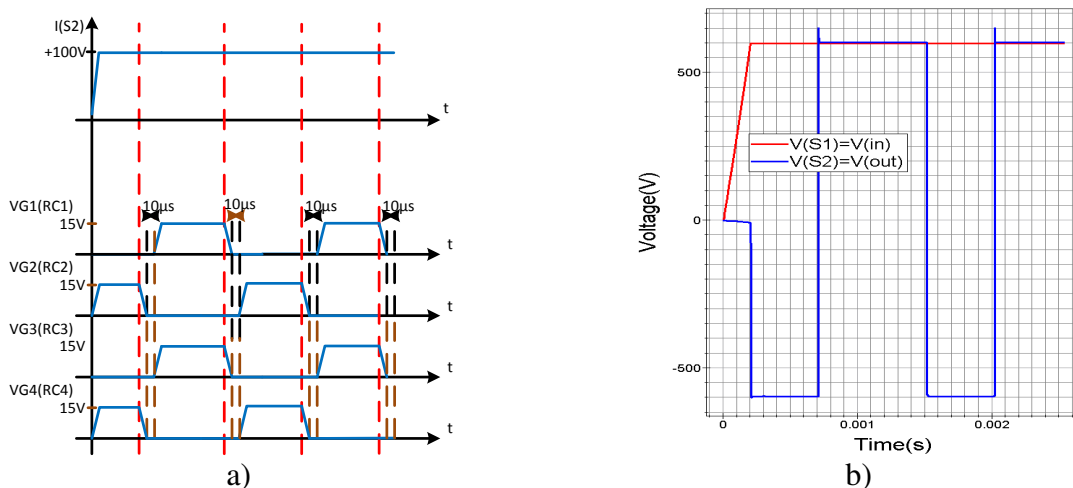 I(S2)
+100V
t
VG1(RC1)
15V
10µs
10µs
10µs
10µs
t
VG2(RC2)
15V
t
VG3(RC3)
15V
t
VG4(RC4)
15V
t
a)
500
0
-500
Voltage(V)
V(S1)=V(in)
V(S2)=V(out)
0
0.001
0.002
Time(s)
b)